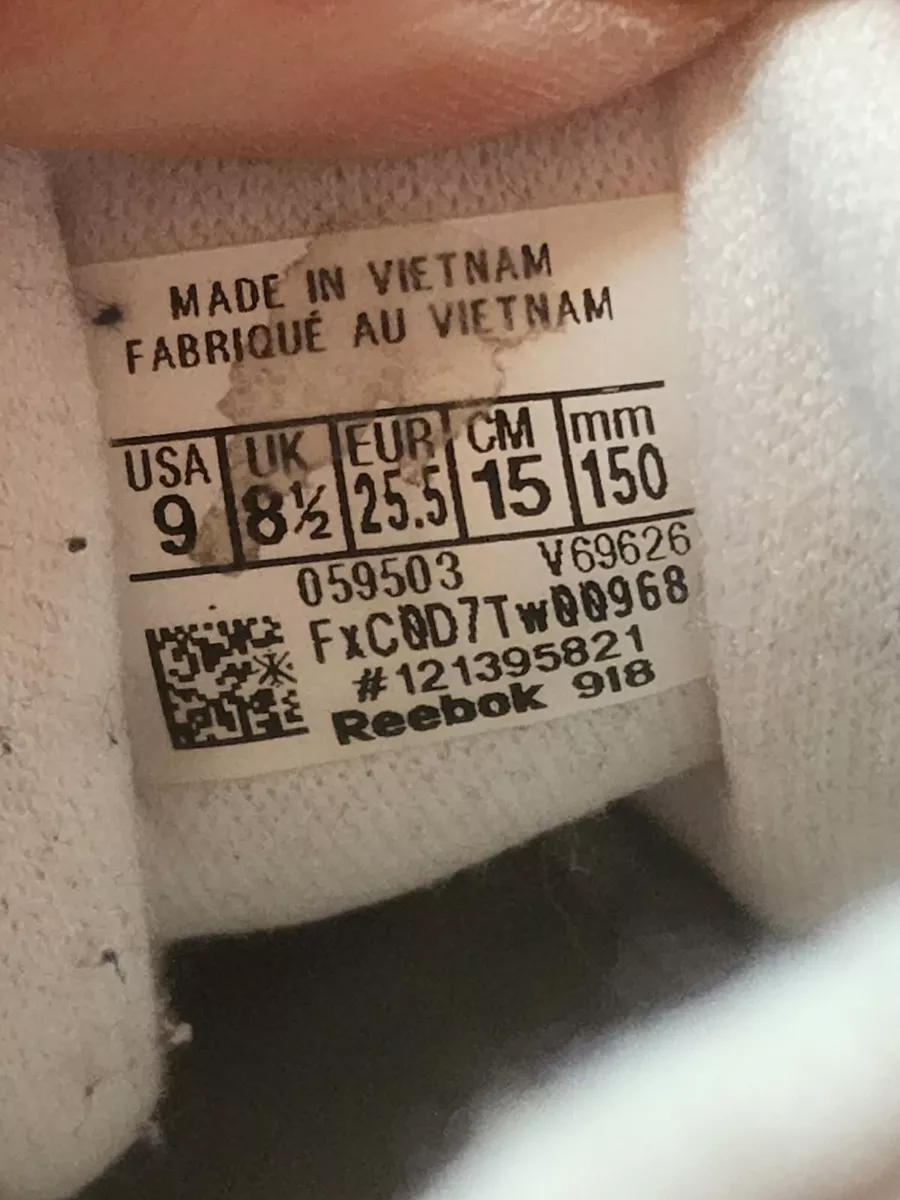 MADE IN VIETNAM
FABRIQUÉ AU VIETNAM
USA UK EUR CM mm
9 8½ 25.5 15 150
059503 V69626
FxC0D7Tw00968
#121395821
Reebok 918